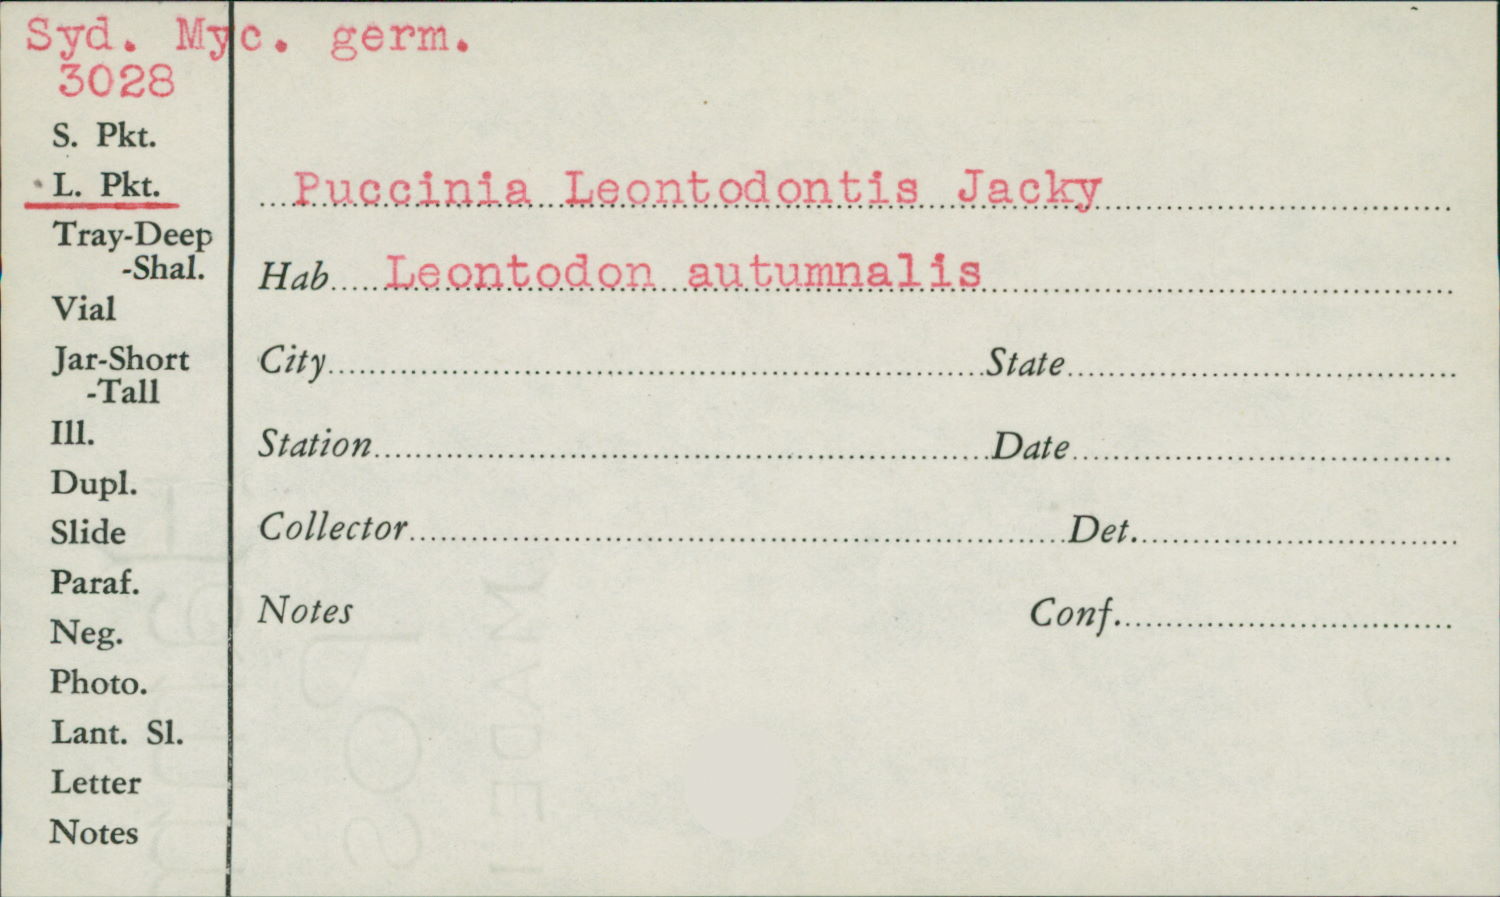 Syd. Myc. germ.
3028
S. Pkt.
L. Pkt.
Tray-Deep
-Shal.
Vial
Jar-Short
-Tall
Ill.
Dupl.
Slide
Paraf.
Neg.
Photo.
Lant. Sl.
Letter
Notes
Puccinia Leontodontis Jacky
Hab Leontodon autumnalis
City State
Station Date
Collector Det.
Notes Conf.